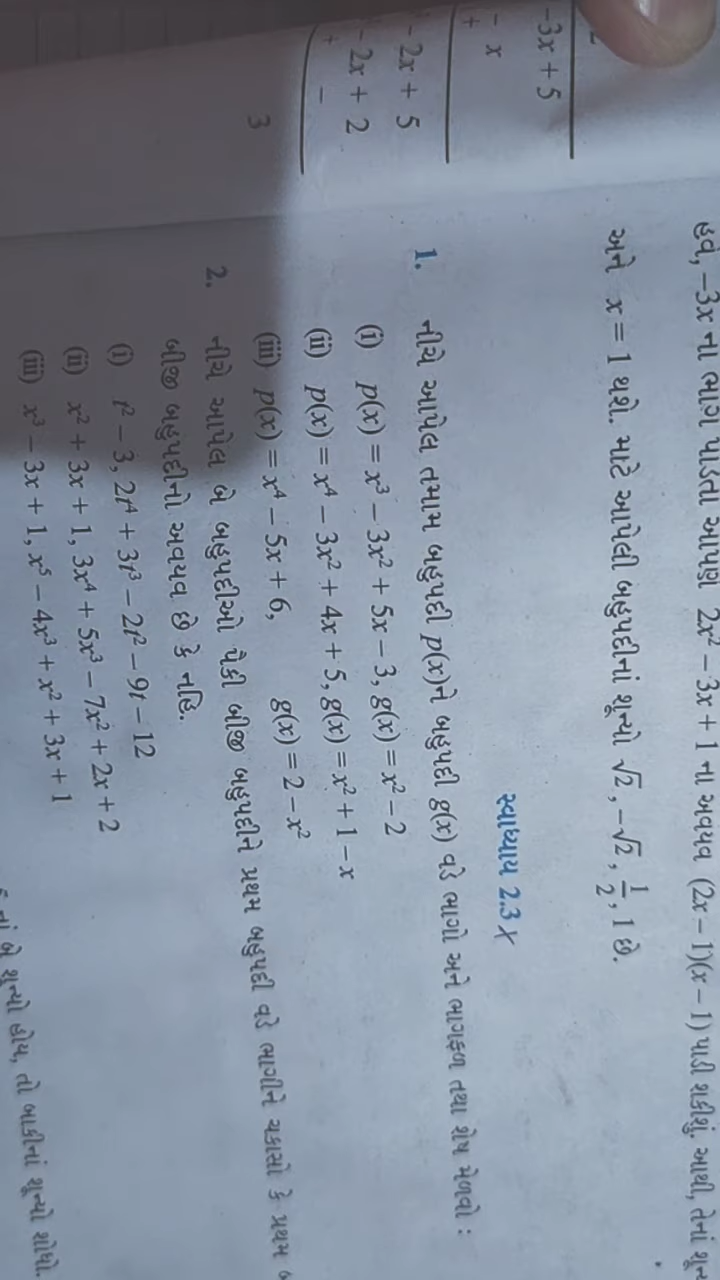 હવે, –3x ના ભાગ પાડતાં આપણે 2x² – 3x + 1 ના અવયવ (2x – 1)(x – 1) પાડી શકીશું. આથી, તેનાં
અને x = 1 થશે. માટે આપેલી બહુપદીનાં શૂન્યો √2, –√2, 1/2, 1 છે.
–3x + 5
– x
+
– 2x + 5
– 2x + 2
+ –
3
સ્વાધ્યાય 2.3
1. નીચે આપેલ તમામ બહુપદી p(x)ને બહુપદી g(x) વડે ભાગો અને ભાગફળ તથા શેષ મેળવો :
(i) p(x) = x³ – 3x² + 5x – 3, g(x) = x² – 2
(ii) p(x) = x⁴ – 3x² + 4x + 5, g(x) = x² + 1 – x
(iii) p(x) = x⁴ – 5x + 6, g(x) = 2 – x²
2. નીચે આપેલ બે બહુપદીઓ પૈકી બીજી બહુપદીને પ્રથમ બહુપદી વડે ભાગીને ચકાસો કે પ્રથમ
બીજી બહુપદીનો અવયવ છે કે નહિ.
(i) t² – 3, 2t⁴ + 3t³ – 2t² – 9t – 12
(ii) x² + 3x + 1, 3x⁴ + 5x³ – 7x² + 2x + 2
(iii) x³ – 3x + 1, x⁵ – 4x³ + x² + 3x + 1
બે શૂન્યો હોય, તો બાકીનાં શૂન્યો શોધો.